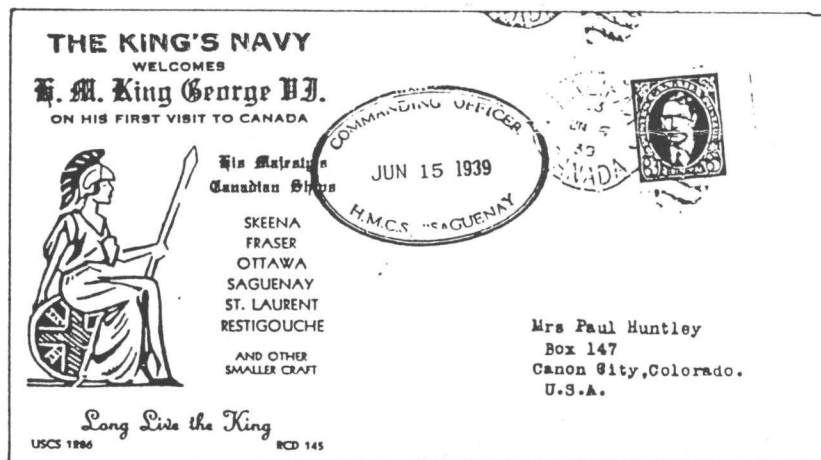 THE KING'S NAVY
WELCOMES
H. M. King George VI.
ON HIS FIRST VISIT TO CANADA
His Majesty's
Canadian Ships
SKEENA
FRASER
OTTAWA
SAGUENAY
ST. LAURENT
RESTIGOUCHE
AND OTHER
SMALLER CRAFT
Long Live the King
USCS 1286
RCD 145
COMMANDING OFFICER
JUN 15 1939
H.M.C.S. "SAGUENAY
39
CANADA
Mrs Paul Huntley
Box 147
Canon City,Colorado.
U.S.A.